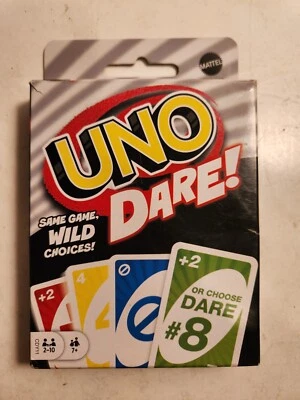 MATTEL
UNO
DARE!
SAME GAME.
WILD
CHOICES!
+2
4
+2
OR CHOOSE
DARE
#8
2-10
7+